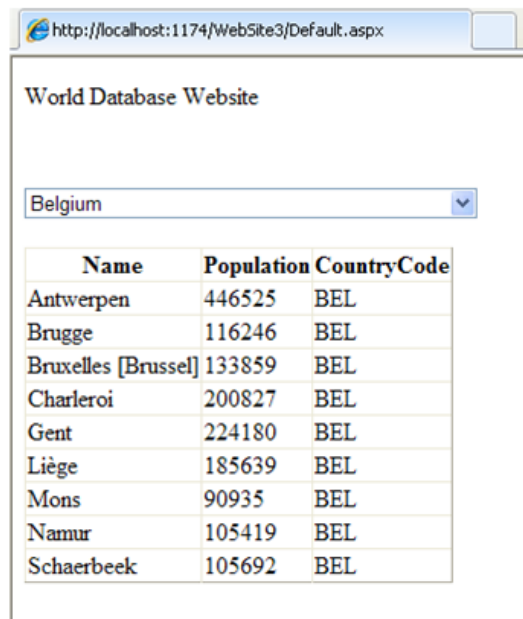 http://localhost:1174/WebSite3/Default.aspx
World Database Website
Belgium
Name Population CountryCode
Antwerpen 446525 BEL
Brugge 116246 BEL
Bruxelles [Brussel] 133859 BEL
Charleroi 200827 BEL
Gent 224180 BEL
Liège 185639 BEL
Mons 90935 BEL
Namur 105419 BEL
Schaerbeek 105692 BEL